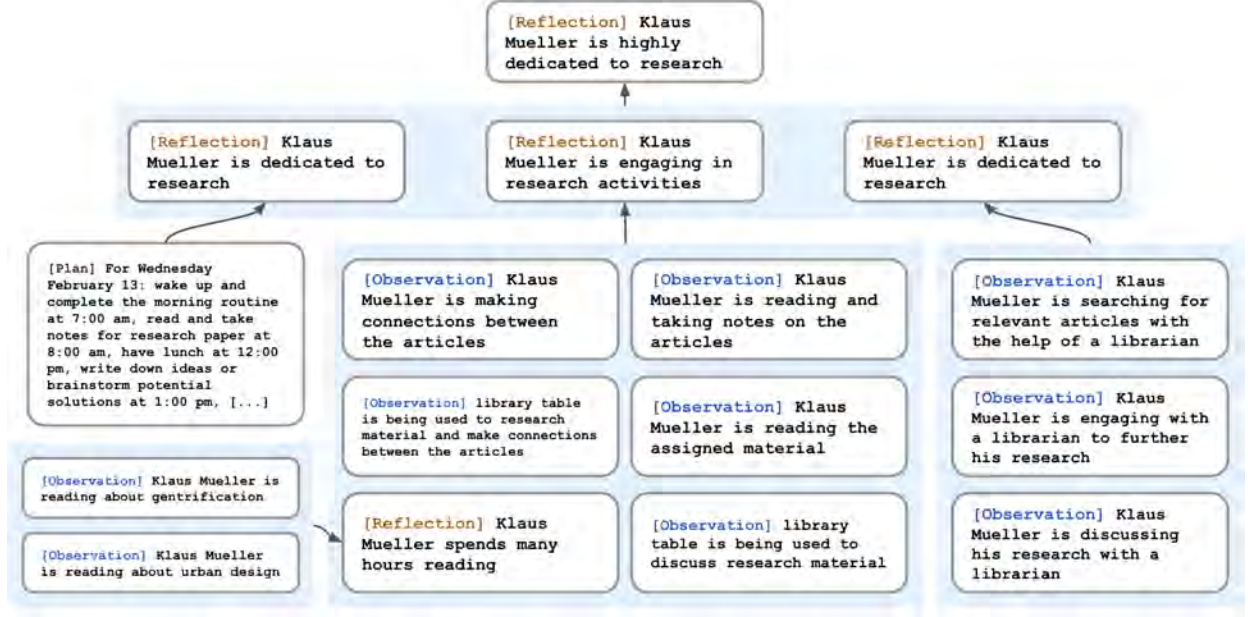 [Reflection] Klaus
Mueller is highly
dedicated to research
[Reflection] Klaus
Mueller is dedicated to
research
[Reflection] Klaus
Mueller is engaging in
research activities
[Reflection] Klaus
Mueller is dedicated to
research
[Plan] For Wednesday
February 13: wake up and
complete the morning routine
at 7:00 am, read and take
notes for research paper at
8:00 am, have lunch at 12:00
pm, write down ideas or
brainstorm potential
solutions at 1:00 pm, [...]
[Observation] Klaus Mueller is
reading about gentrification
[Observation] Klaus Mueller
is reading about urban design
[Observation] Klaus
Mueller is making
connections between
the articles
[Observation] Klaus
Mueller is reading and
taking notes on the
articles
[Observation] library table
is being used to research
material and make connections
between the articles
[Observation] Klaus
Mueller is reading the
assigned material
[Reflection] Klaus
Mueller spends many
hours reading
[Observation] library
table is being used to
discuss research material
[Observation] Klaus
Mueller is searching for
relevant articles with
the help of a librarian
[Observation] Klaus
Mueller is engaging with
a librarian to further
his research
[Observation] Klaus
Mueller is discussing
his research with a
librarian